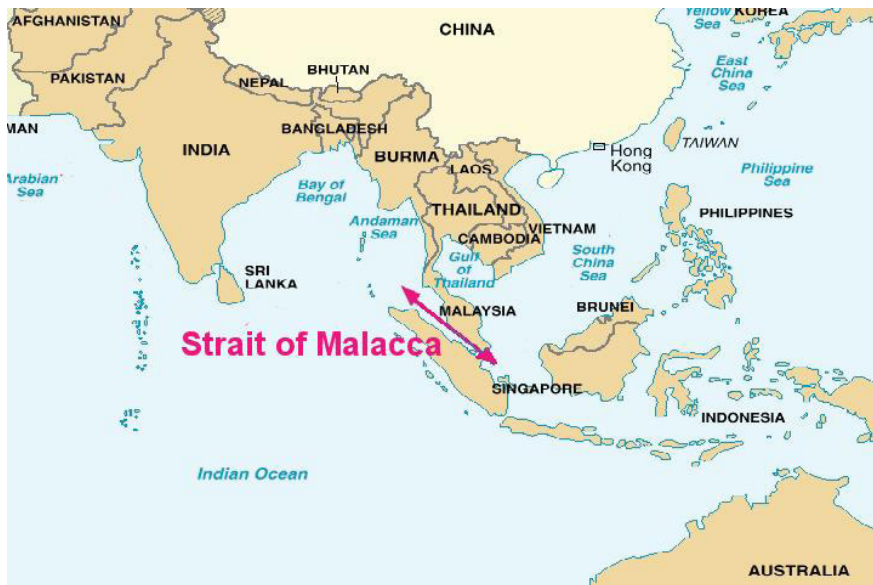 Yellow
Sea
KOREA
AFGHANISTAN
CHINA
East
China
Sea
PAKISTAN
NEPAL
BHUTAN
MAN
INDIA
BANGLADESH
BURMA
Hong
Kong
TAIWAN
LAOS
Arabian
Sea
Bay of
Bengal
Philippine
Sea
Andaman
Sea
THAILAND
PHILIPPINES
VIETNAM
CAMBODIA
Gulf
of
Thailand
South
China
Sea
SRI
LANKA
MALAYSIA
BRUNEI
Strait of Malacca
SINGAPORE
INDONESIA
Indian Ocean
AUSTRALIA